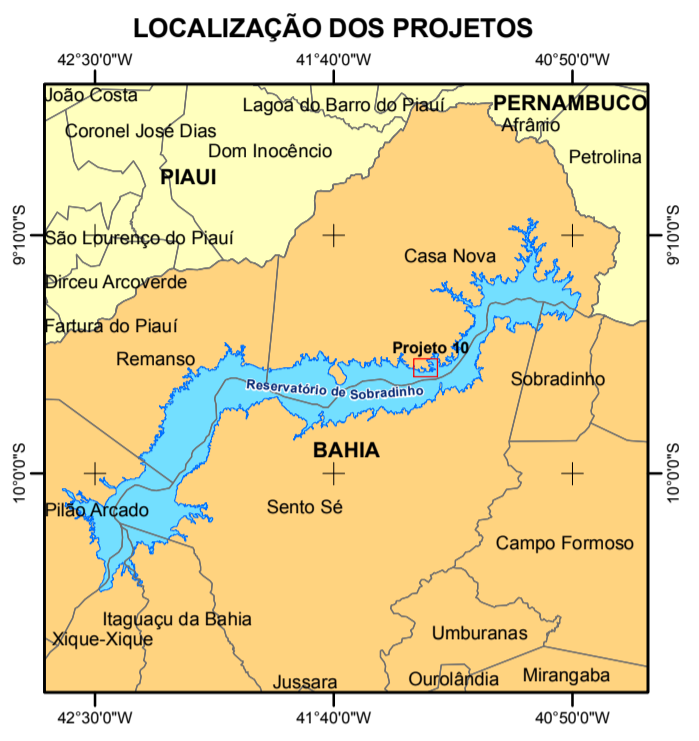 LOCALIZAÇÃO DOS PROJETOS
42°30'0"W 41°40'0"W 40°50'0"W
João Costa
Lagoa do Barro do Piauí
PERNAMBUCO
Afrânio
Coronel José Dias
Dom Inocêncio
Petrolina
PIAUI
9°10'0"S
São Lourenço do Piauí
9°10'0"S
Casa Nova
Dirceu Arcoverde
Fartura do Piauí
Projeto 10
Remanso
Reservatório de Sobradinho
Sobradinho
BAHIA
10°0'0"S
10°0'0"S
Pilão Arcado
Sento Sé
Campo Formoso
Itaguaçu da Bahia
Xique-Xique
Umburanas
Jussara
Ourolândia
Mirangaba
42°30'0"W 41°40'0"W 40°50'0"W